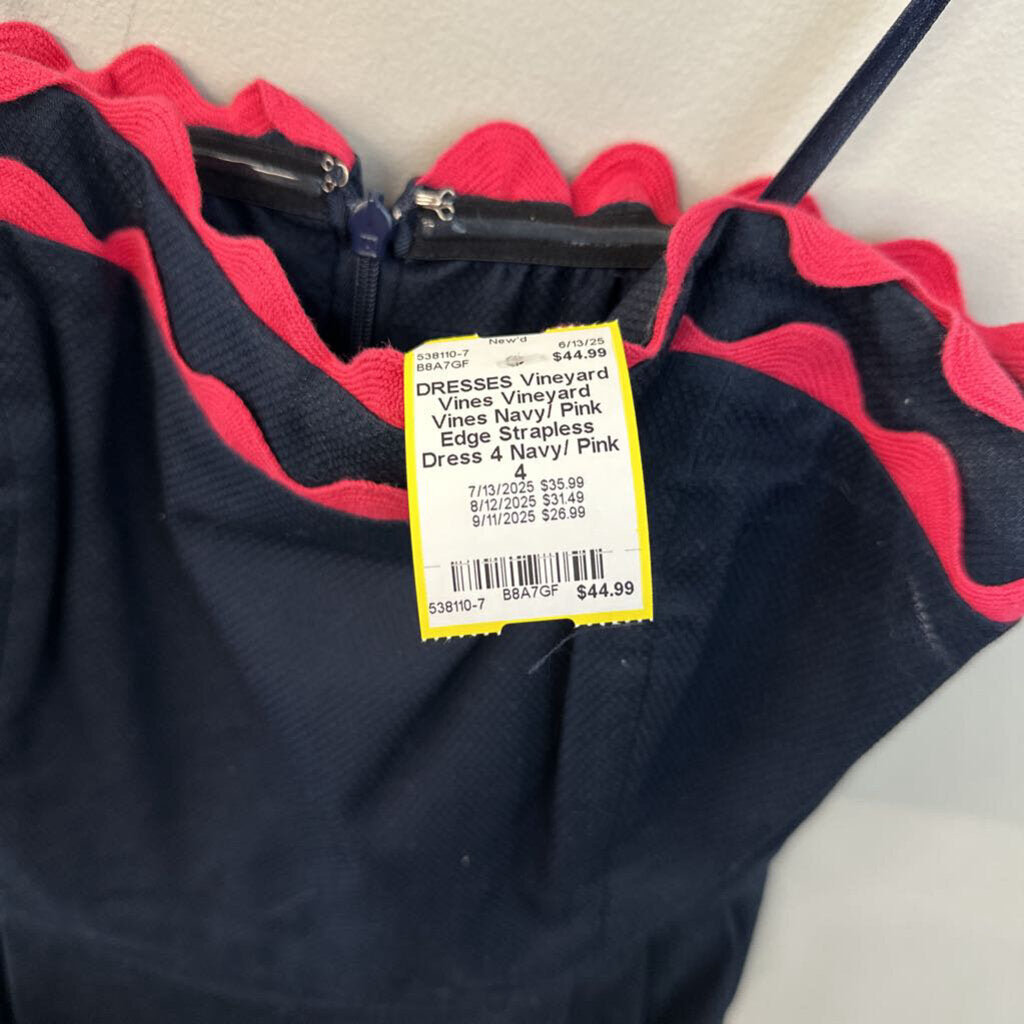 New'd
538110-7 6/13/25
B8A7GF $44.99
DRESSES Vineyard
Vines Vineyard
Vines Navy/ Pink
Edge Strapless
Dress 4 Navy/ Pink
4
7/13/2025 $35.99
8/12/2025 $31.49
9/11/2025 $26.99
538110-7 B8A7GF $44.99